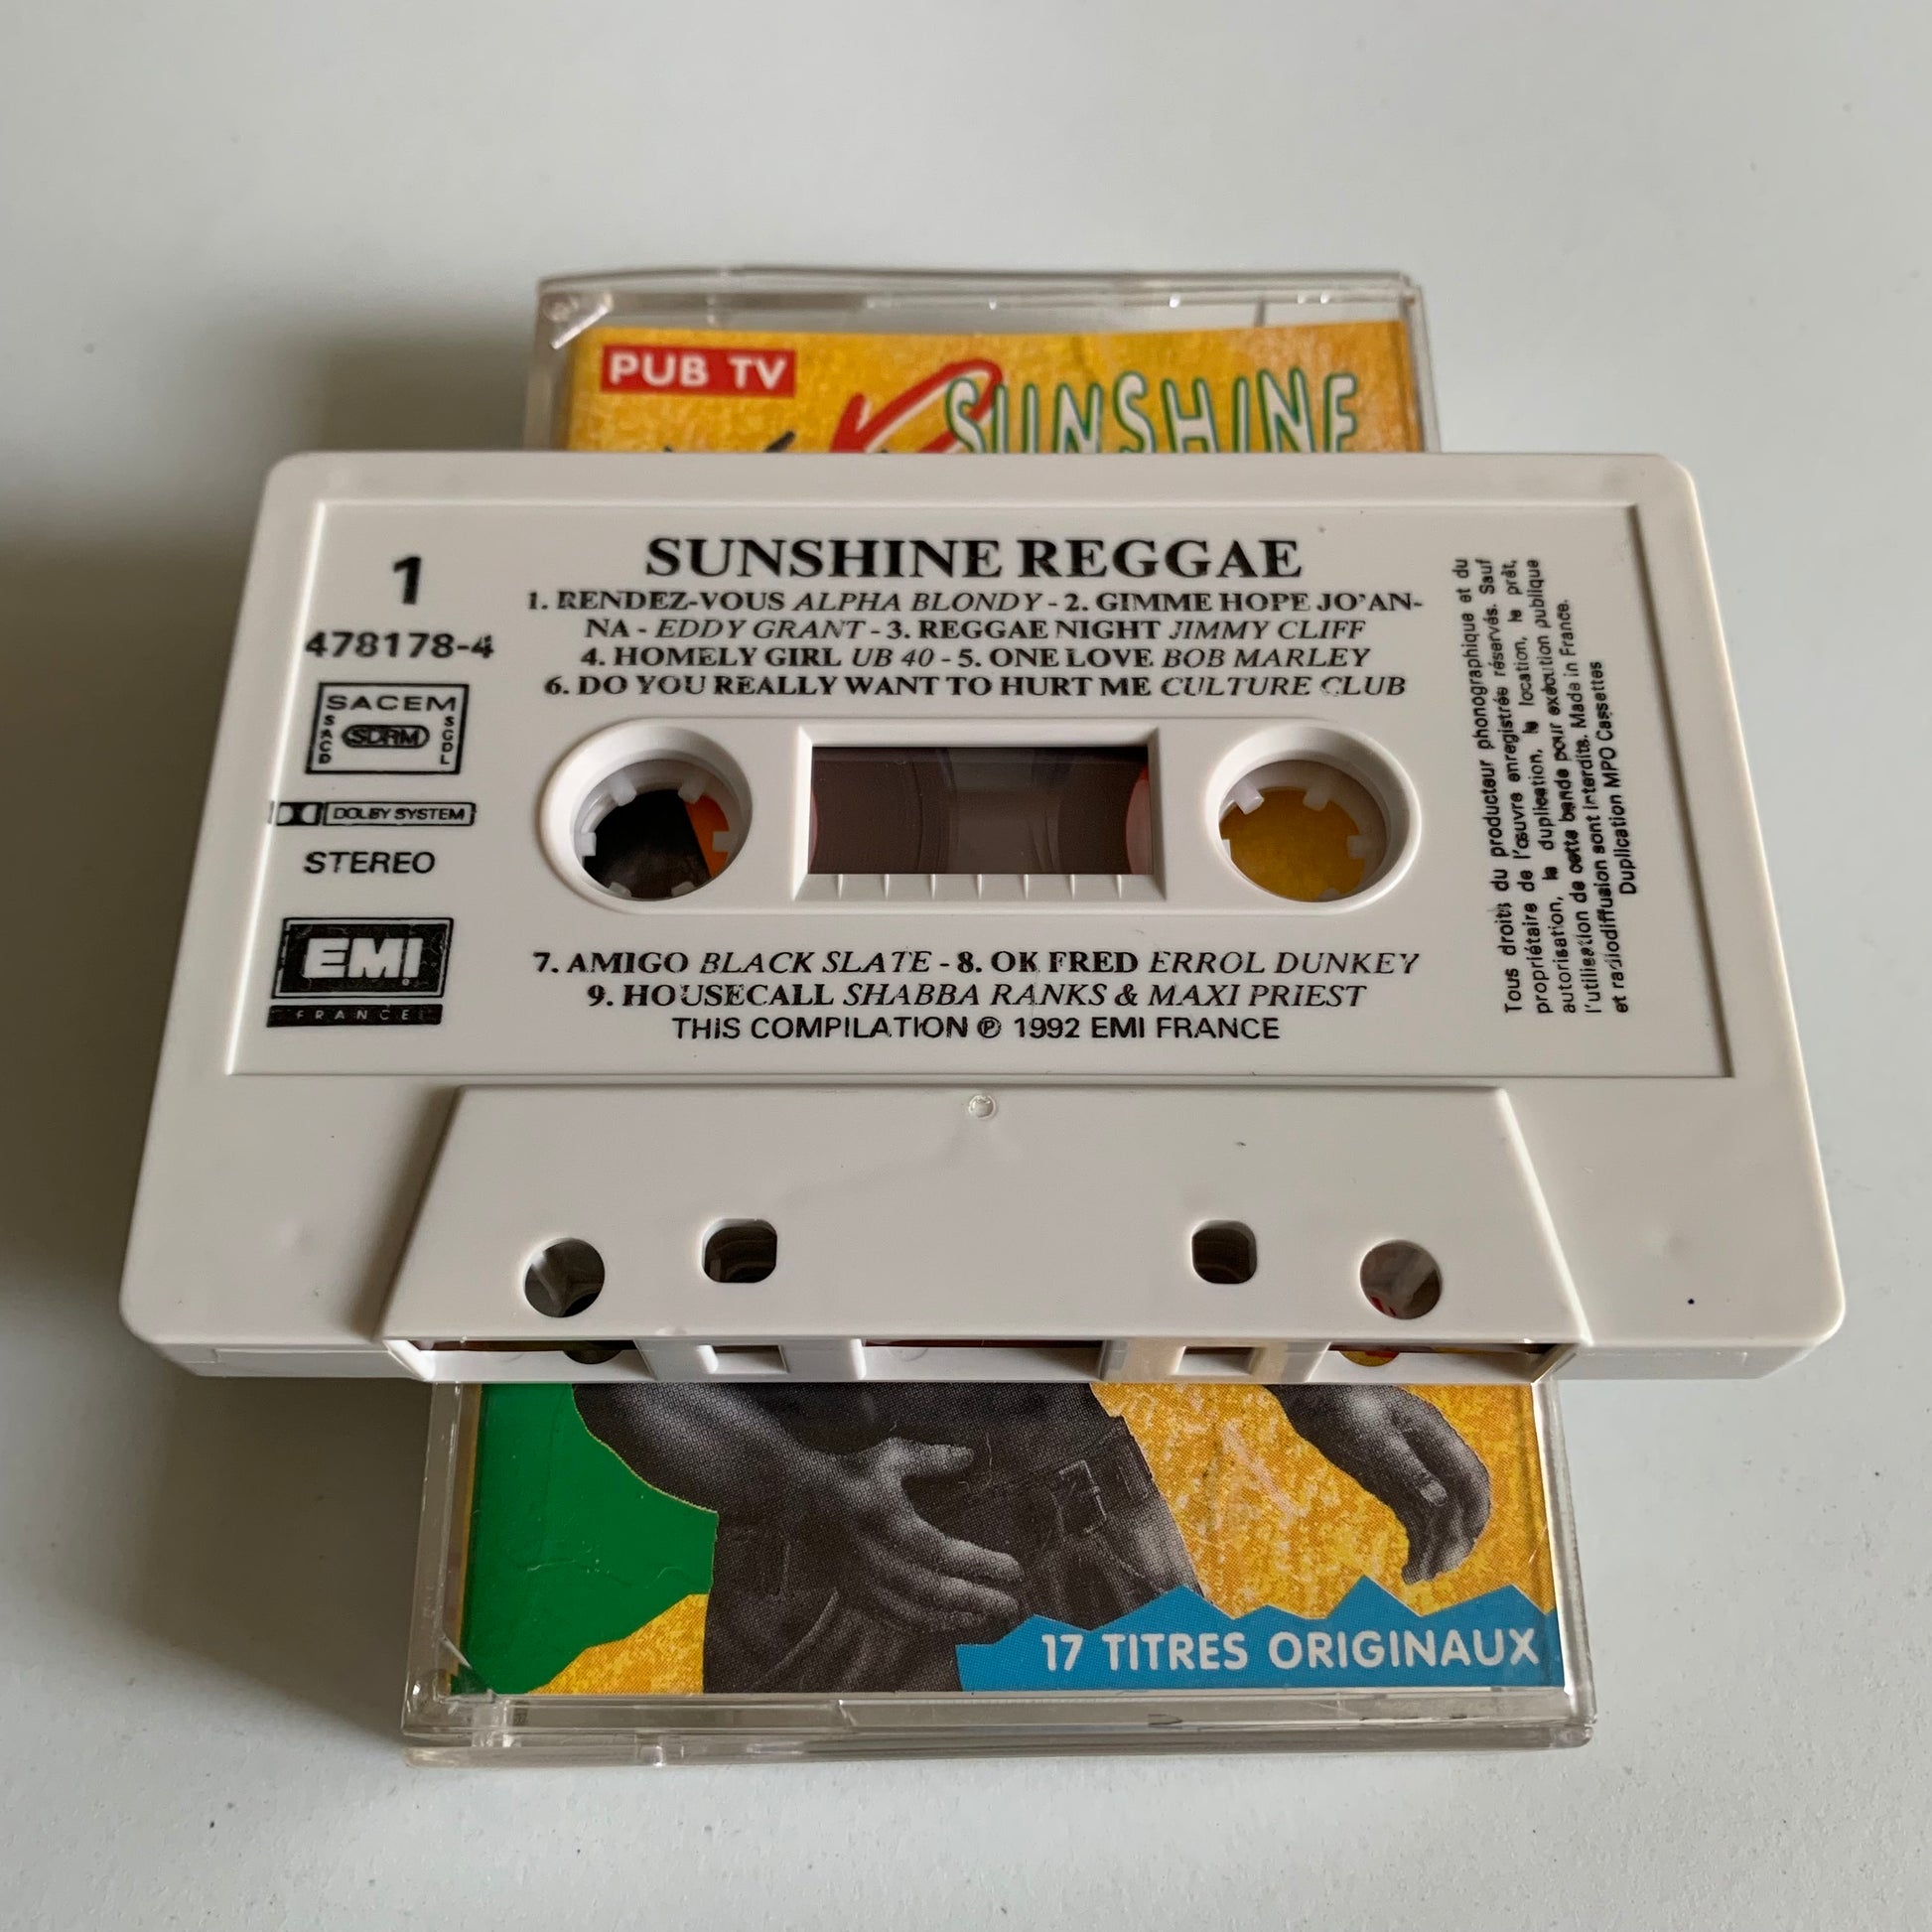 PUB TV
SUNSHINE
1
478178-4
SACEM
SACD
SDRM
SGDL
DOLBY SYSTEM
STEREO
EMI
FRANCE
SUNSHINE REGGAE
1. RENDEZ-VOUS ALPHA BLONDY - 2. GIMME HOPE JO'AN-
NA - EDDY GRANT - 3. REGGAE NIGHT JIMMY CLIFF
4. HOMELY GIRL UB 40 - 5. ONE LOVE BOB MARLEY
6. DO YOU REALLY WANT TO HURT ME CULTURE CLUB
7. AMIGO BLACK SLATE - 8. OK FRED ERROL DUNKEY
9. HOUSECALL SHABBA RANKS & MAXI PRIEST
THIS COMPILATION ℗ 1992 EMI FRANCE
Tous droits du producteur phonographique et du
propriétaire de l'œuvre enregistrée réservés. Sauf
autorisation, la duplication, la location, le prêt,
l'utilisation de cette bande pour exécution publique
et radiodiffusion sont interdits. Made in France.
Duplication MPO Cassettes
17 TITRES ORIGINAUX